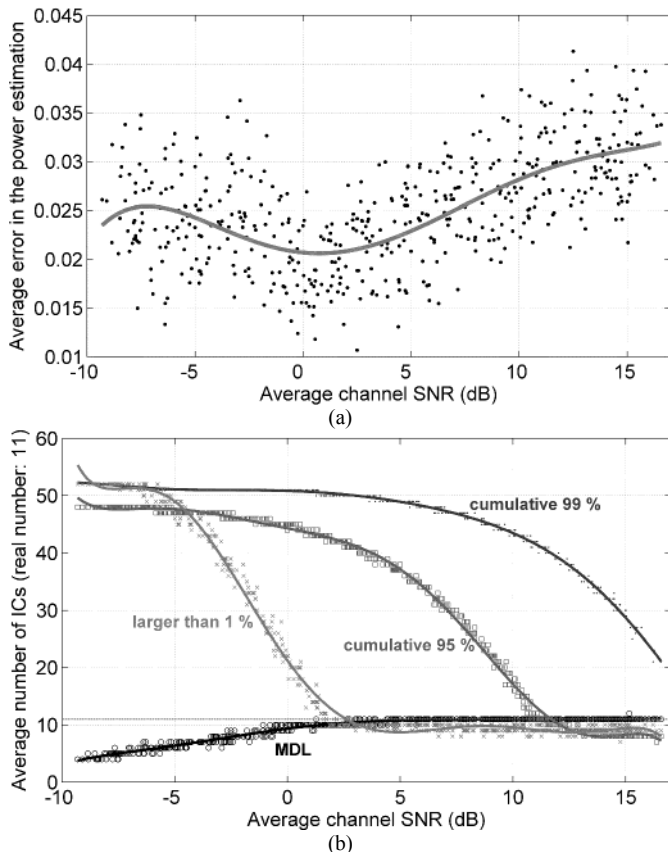 Average error in the power estimation
0.045
0.04
0.035
0.03
0.025
0.02
0.015
0.01
-10
-5
0
5
10
15
Average channel SNR (dB)
(a)
Average number of ICs (real number: 11)
60
50
40
30
20
10
0
cumulative 99 %
larger than 1 %
cumulative 95 %
MDL
-10
-5
0
5
10
15
Average channel SNR (dB)
(b)